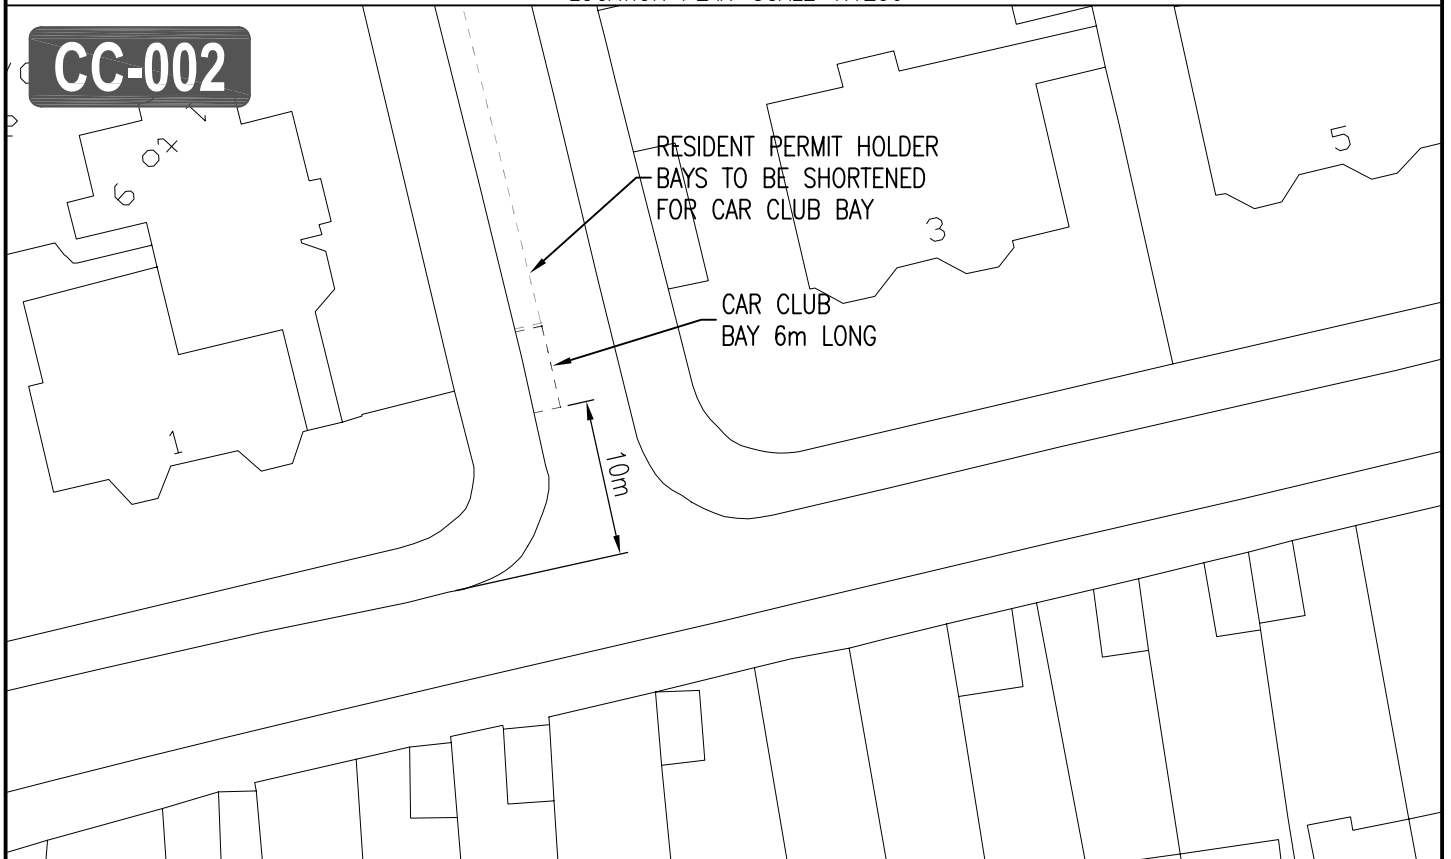 CC-002
RESIDENT PERMIT HOLDER
BAYS TO BE SHORTENED
FOR CAR CLUB BAY
5
3
CAR CLUB
BAY 6m LONG
1
10m